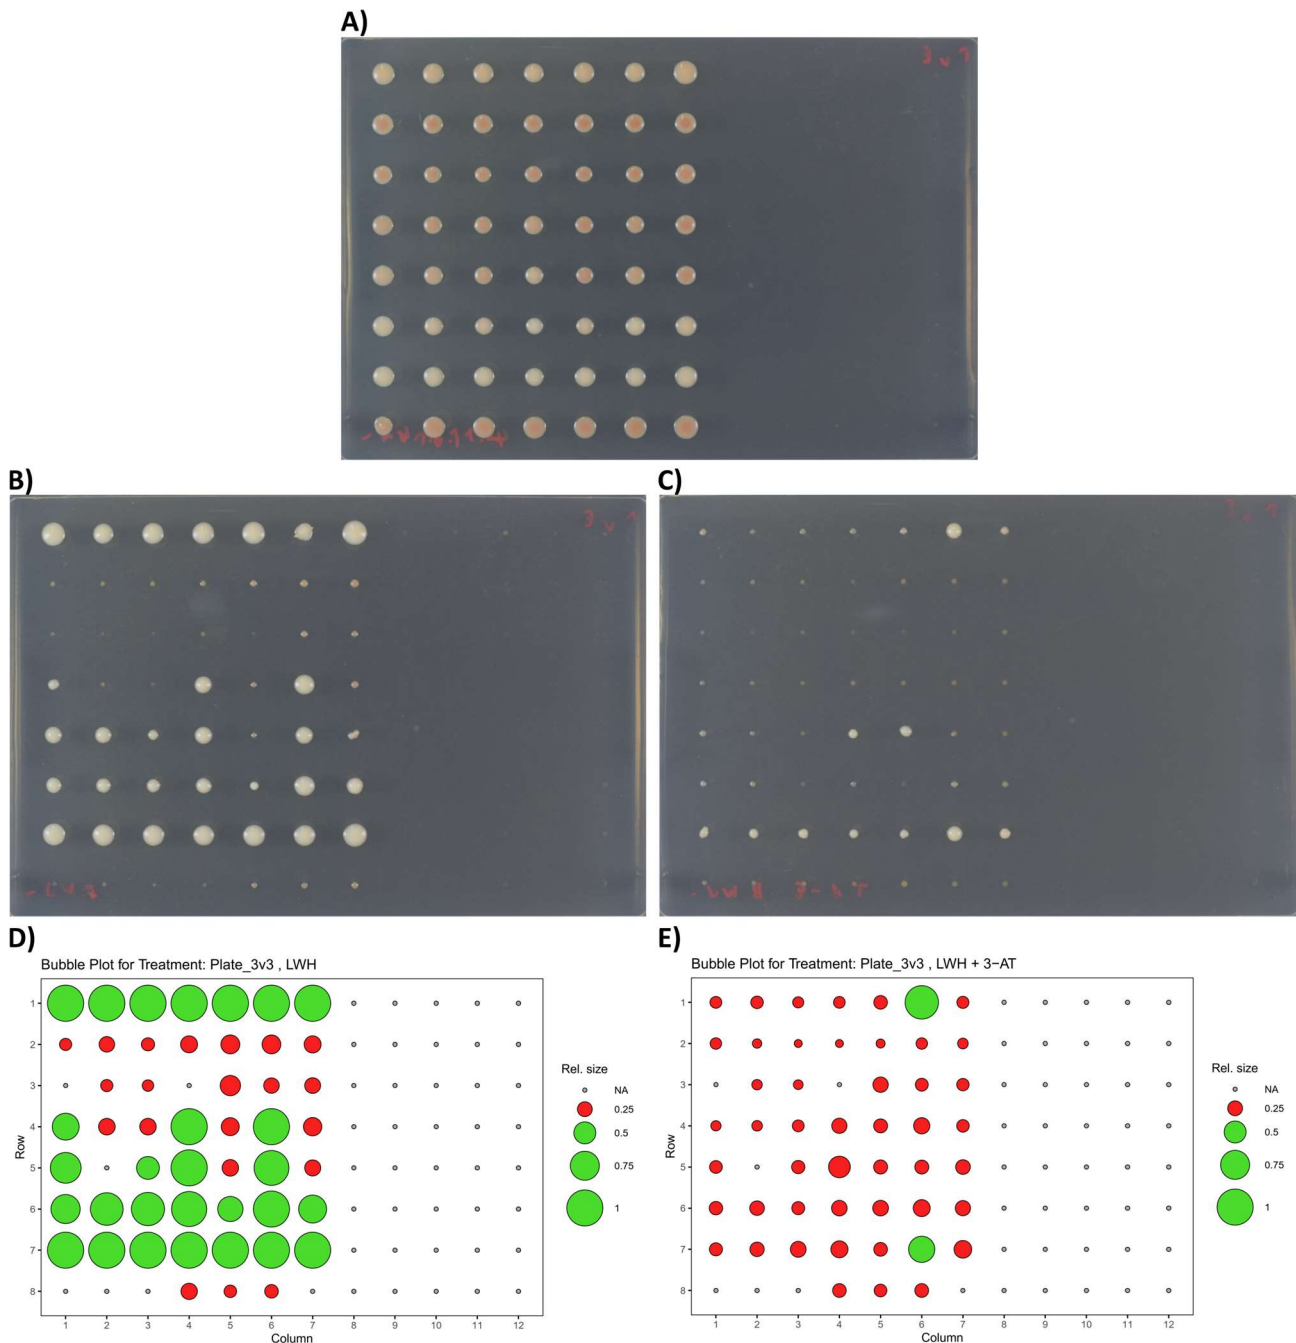 A)
B)
C)
D)
E)
Bubble Plot for Treatment: Plate_3v3 , LWH
Row
1
2
3
4
5
6
7
8
1 2 3 4 5 6 7 8 9 10 11 12
Column
Rel. size
NA
0.25
0.5
0.75
1
Bubble Plot for Treatment: Plate_3v3 , LWH + 3−AT
Row
1
2
3
4
5
6
7
8
1 2 3 4 5 6 7 8 9 10 11 12
Column
Rel. size
NA
0.25
0.5
0.75
1